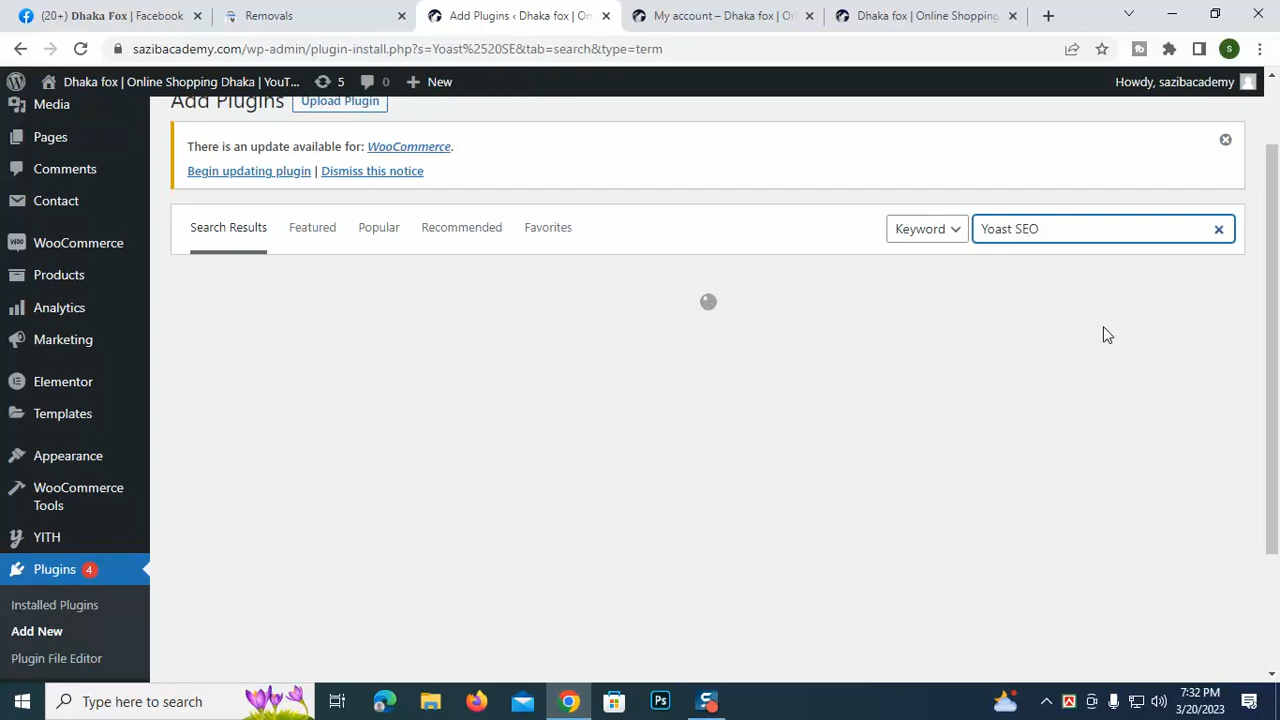 (20+) Dhaka Fox | Facebook
Removals
Add Plugins ‹ Dhaka fox | On
My account – Dhaka fox | On
Dhaka fox | Online Shopping
sazibacademy.com/wp-admin/plugin-install.php?s=Yoast%2520SE&tab=search&type=term
S
Dhaka fox | Online Shopping Dhaka | YouT...
5
0
New
Howdy, sazibacademy
Media
Pages
Comments
Contact
WooCommerce
Products
Analytics
Marketing
Elementor
Templates
Appearance
WooCommerce
Tools
YITH
Plugins 4
Installed Plugins
Add New
Plugin File Editor
Add Plugins
Upload Plugin
There is an update available for: WooCommerce.
Begin updating plugin | Dismiss this notice
Search Results
Featured
Popular
Recommended
Favorites
Keyword
Yoast SEO
Type here to search
Ps
7:32 PM
3/20/2023